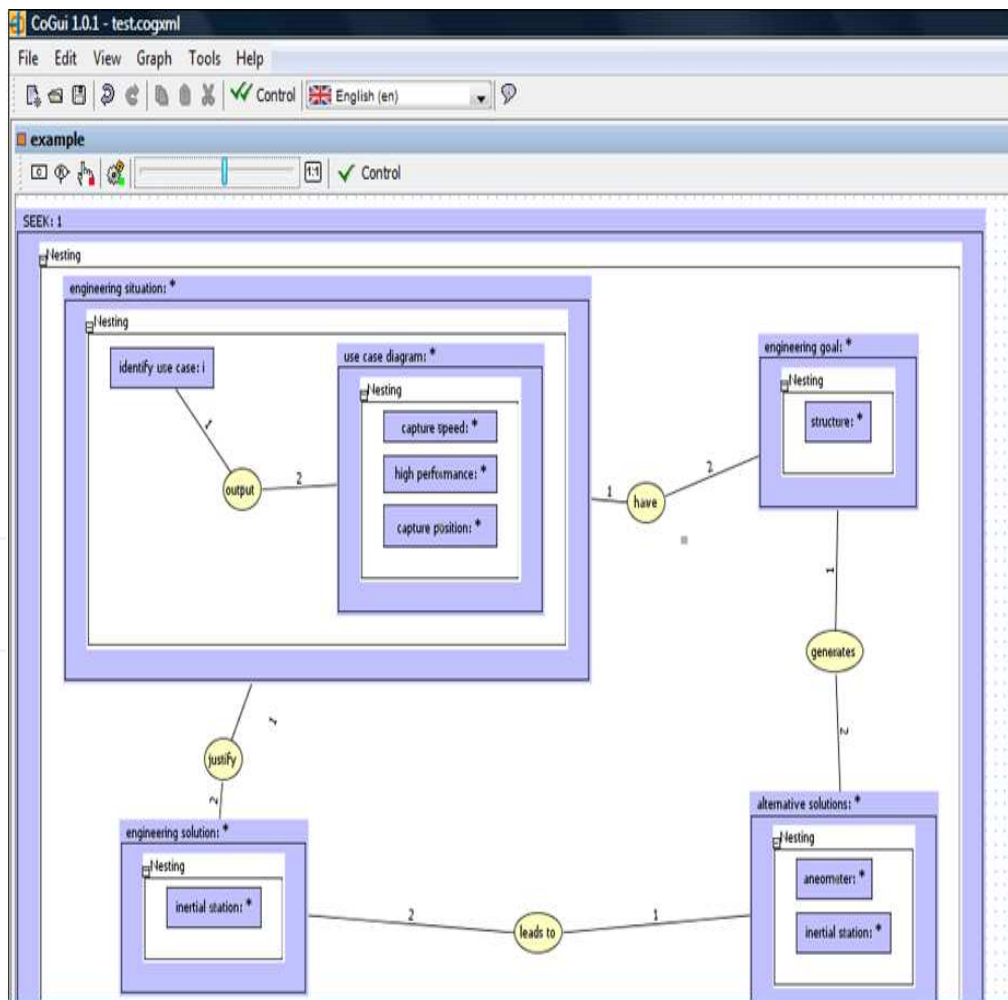 CoGui 1.0.1 - test.cogxml
File Edit View Graph Tools Help
Control English (en)
example
1:1 Control
SEEK: 1
Nesting
engineering situation: *
Nesting
identify use case: i
use case diagram: *
Nesting
capture speed: *
high performance: *
capture position: *
1
output
2
engineering goal: *
Nesting
structure: *
1
have
2
1
generates
2
1
justify
2
engineering solution: *
Nesting
inertial station: *
2
leads to
1
alternative solutions: *
Nesting
aneometer: *
inertial station: *